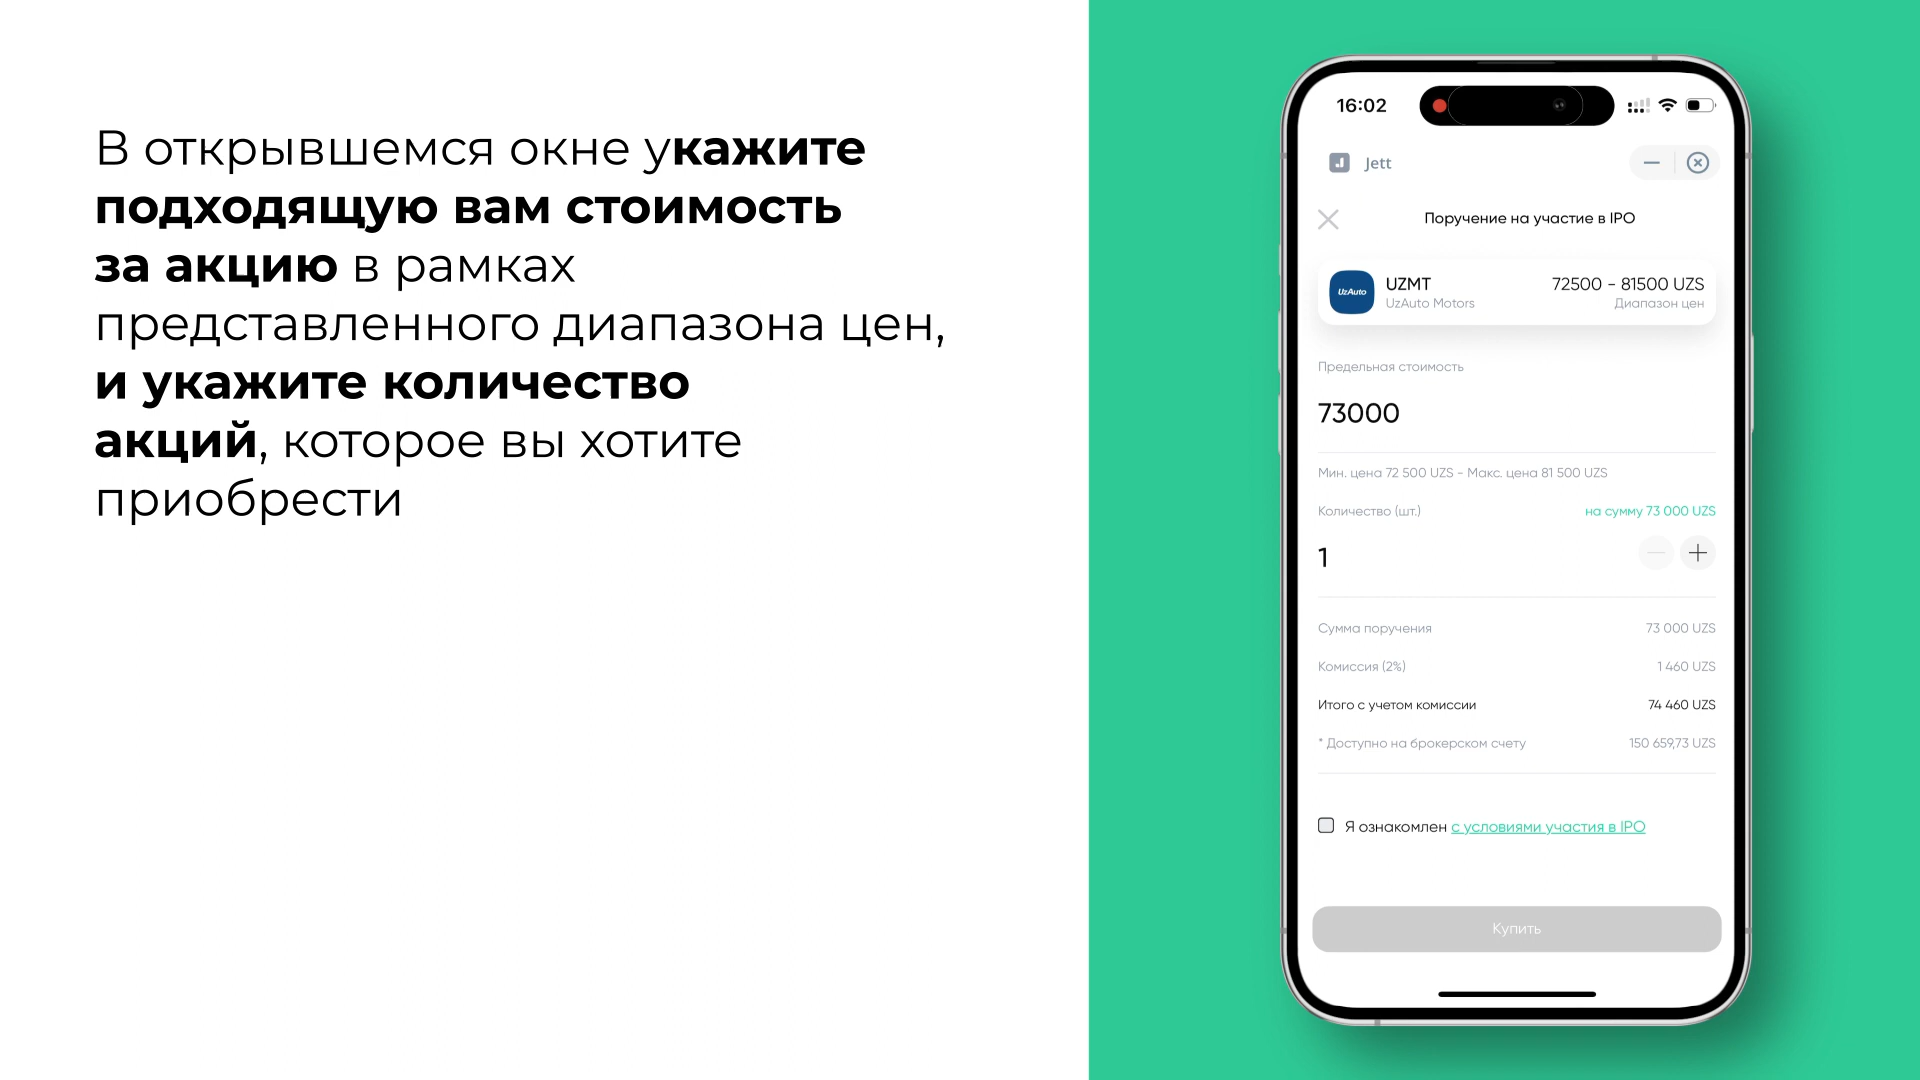 В открывшемся окне укажите
подходящую вам стоимость
за акцию в рамках
представленного диапазона цен,
и укажите количество
акций, которое вы хотите
приобрести
16:02
Jett
Поручение на участие в IPO
UzAuto
UZMT
72500 - 81500 UZS
UzAuto Motors
Диапазон цен
Предельная стоимость
73000
Мин. цена 72 500 UZS - Макс. цена 81 500 UZS
Количество (шт.)
на сумму 73 000 UZS
1
Сумма поручения
73 000 UZS
Комиссия (2%)
1 460 UZS
Итого с учетом комиссии
74 460 UZS
* Доступно на брокерском счету
150 659,73 UZS
Я ознакомлен с условиями участия в IPO
Купить